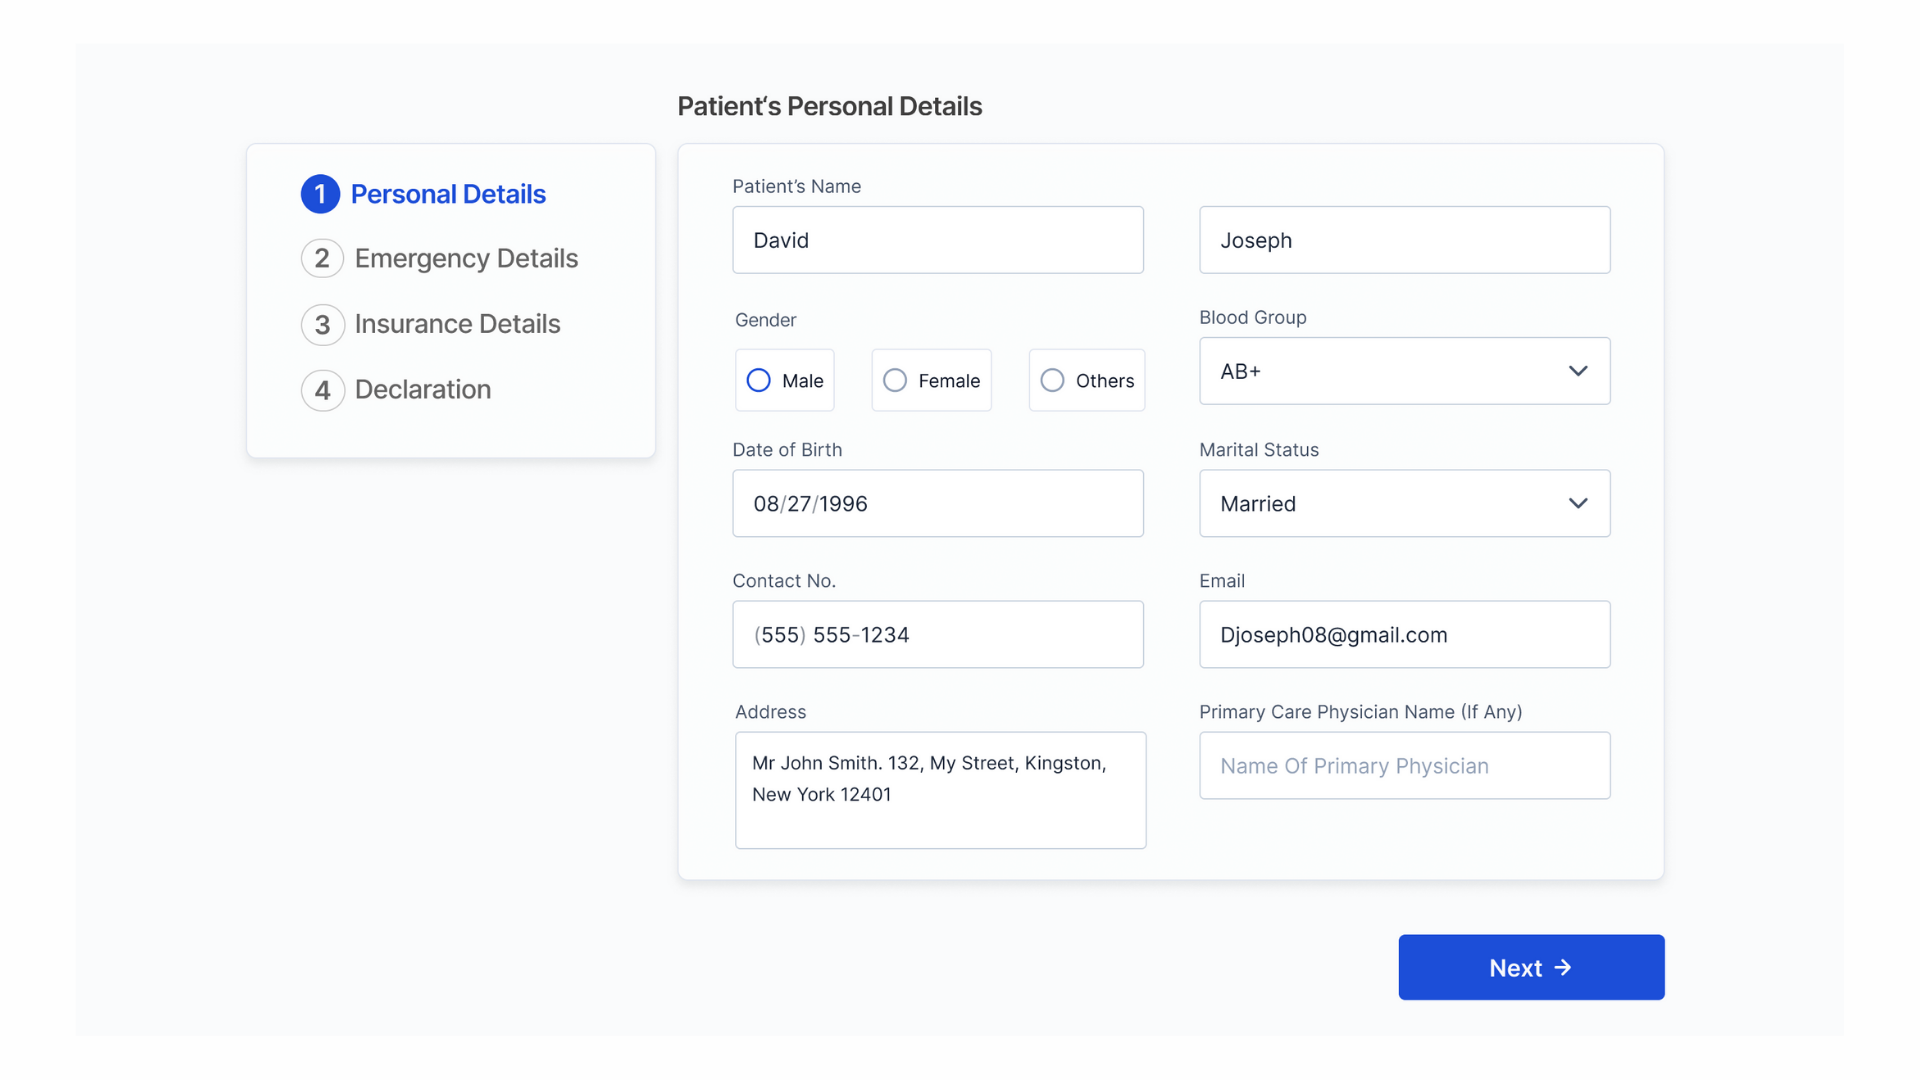 Patient‘s Personal Details
1 Personal Details
2 Emergency Details
3 Insurance Details
4 Declaration
Patient’s Name
David
Joseph
Gender
Male
Female
Others
Blood Group
AB+
Date of Birth
08/27/1996
Marital Status
Married
Contact No.
(555) 555-1234
Email
Djoseph08@gmail.com
Address
Mr John Smith. 132, My Street, Kingston,
New York 12401
Primary Care Physician Name (If Any)
Name Of Primary Physician
Next →